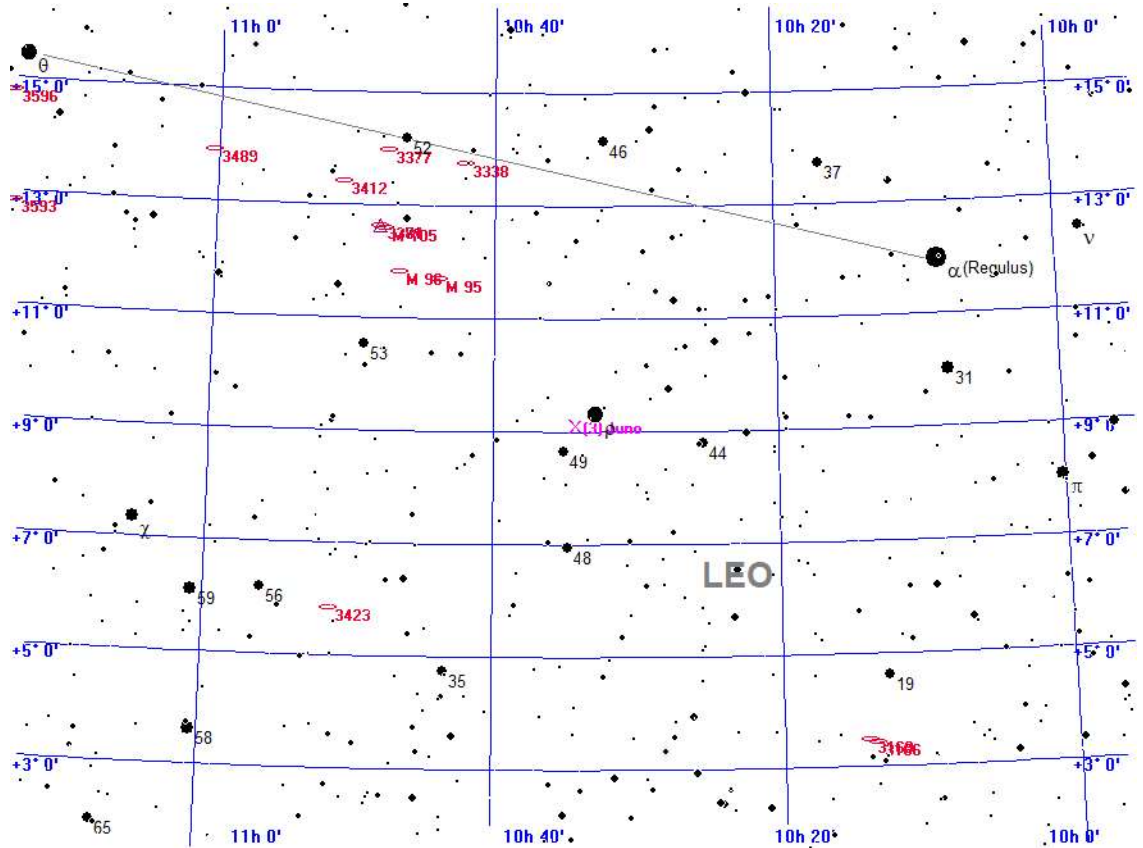 11h 0'
10h 40'
10h 20'
10h 0'
θ
+15° 0'
+15° 0'
3596
52
46
3489
3377
3338
37
3412
+13° 0'
+13° 0'
3593
M 105
ν
α(Regulus)
M 96
M 95
+11° 0'
+11° 0'
53
31
+9° 0'
+9° 0'
X(3) Juno
ρ
44
49
π
χ
+7° 0'
+7° 0'
48
LEO
59
56
3423
+5° 0'
+5° 0'
35
19
58
3166
+3° 0'
+3° 0'
65
11h 0'
10h 40'
10h 20'
10h 0'